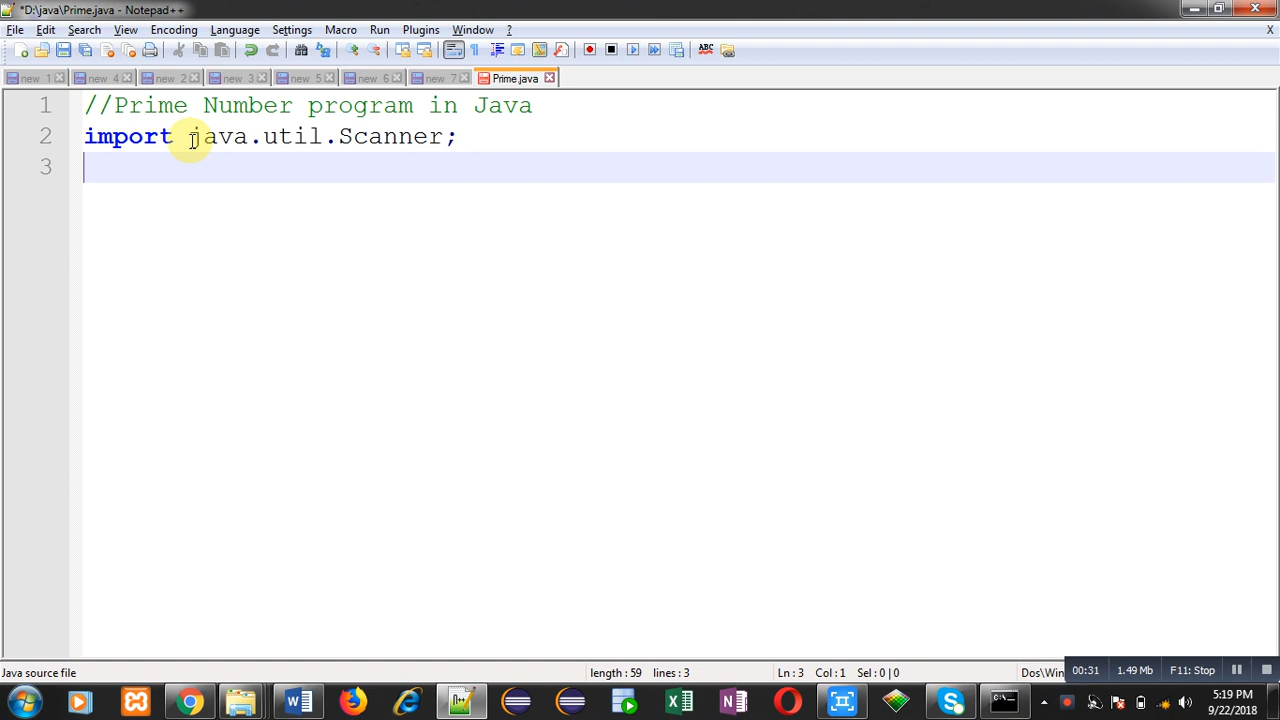 *D:\java\Prime.java - Notepad++
File Edit Search View Encoding Language Settings Macro Run Plugins Window ? X
new 1 new 4 new 2 new 3 new 5 new 6 new 7 Prime.java
1 //Prime Number program in Java
2 import java.util.Scanner;
3
Java source file length : 59 lines : 3 Ln : 3 Col : 1 Sel : 0 | 0 Dos\Win 00:31 1.49 Mb F11: Stop
5:19 PM
9/22/2018